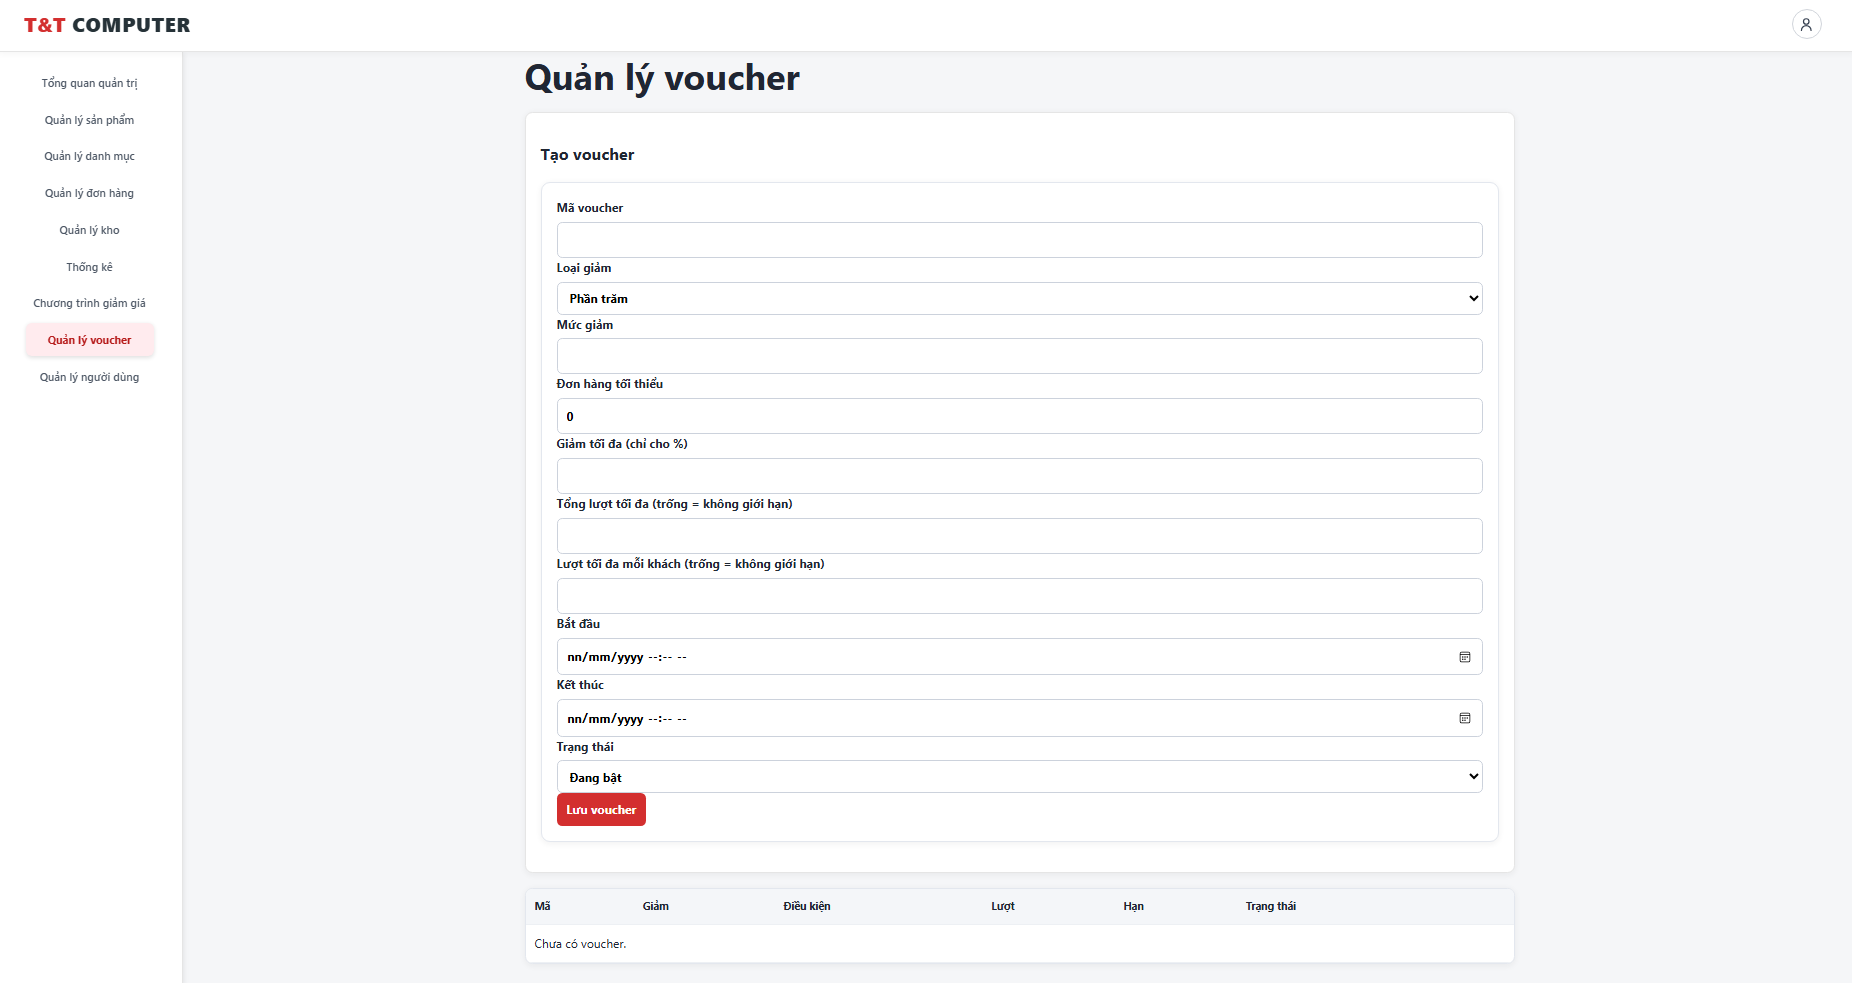 T&T COMPUTER
Tổng quan quản trị
Quản lý sản phẩm
Quản lý danh mục
Quản lý đơn hàng
Quản lý kho
Thống kê
Chương trình giảm giá
Quản lý voucher
Quản lý người dùng
Quản lý voucher
Tạo voucher
Mã voucher
Loại giảm
Phần trăm
Mức giảm
Đơn hàng tối thiểu
0
Giảm tối đa (chỉ cho %)
Tổng lượt tối đa (trống = không giới hạn)
Lượt tối đa mỗi khách (trống = không giới hạn)
Bắt đầu
nn/mm/yyyy --:-- --
Kết thúc
nn/mm/yyyy --:-- --
Trạng thái
Đang bật
Lưu voucher
Mã Giảm Điều kiện Lượt Hạn Trạng thái
Chưa có voucher.